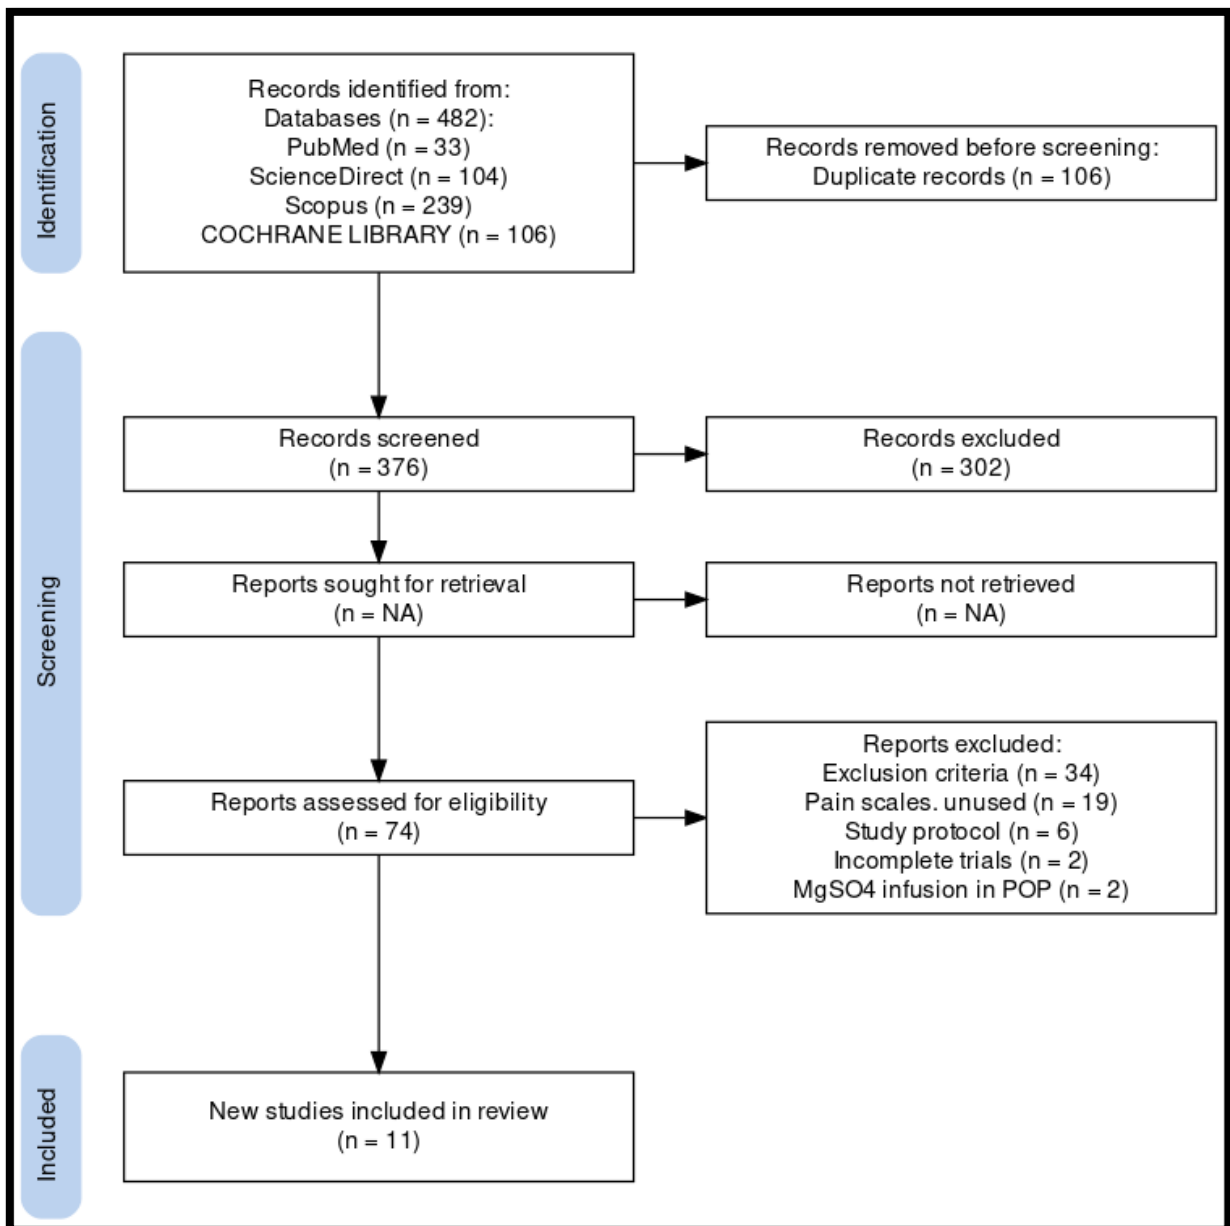 Identification
Records identified from:
Databases (n = 482):
PubMed (n = 33)
ScienceDirect (n = 104)
Scopus (n = 239)
COCHRANE LIBRARY (n = 106)
Records removed before screening:
Duplicate records (n = 106)
Screening
Records screened
(n = 376)
Records excluded
(n = 302)
Reports sought for retrieval
(n = NA)
Reports not retrieved
(n = NA)
Reports assessed for eligibility
(n = 74)
Reports excluded:
Exclusion criteria (n = 34)
Pain scales. unused (n = 19)
Study protocol (n = 6)
Incomplete trials (n = 2)
MgSO4 infusion in POP (n = 2)
Included
New studies included in review
(n = 11)